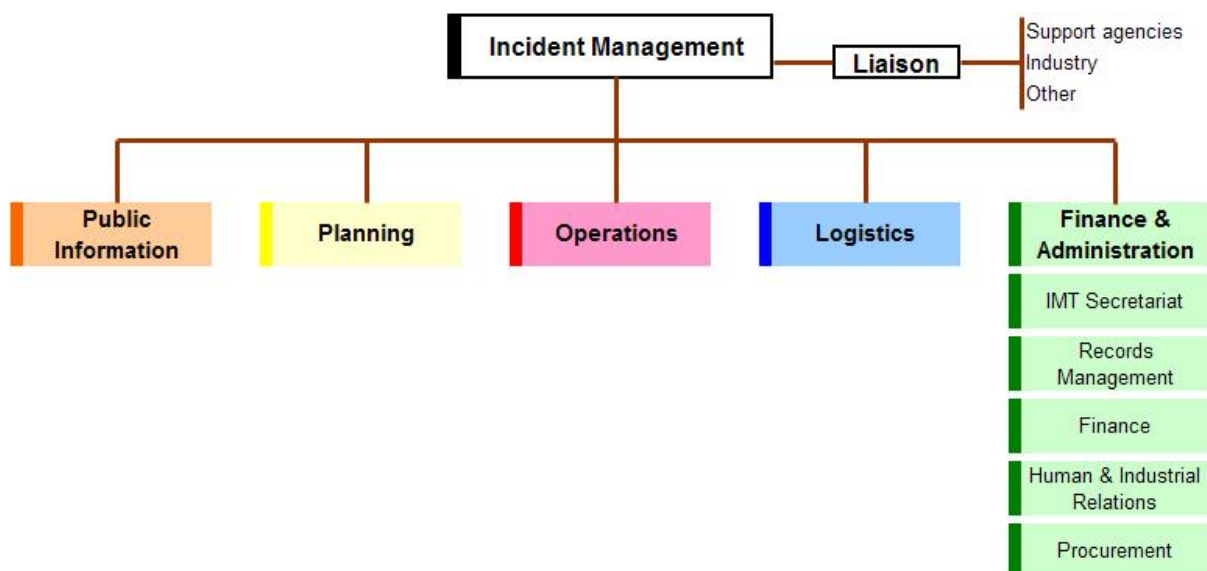 Incident Management
Liaison
Support agencies
Industry
Other
Public
Information
Planning
Operations
Logistics
Finance &
Administration
IMT Secretariat
Records
Management
Finance
Human & Industrial
Relations
Procurement